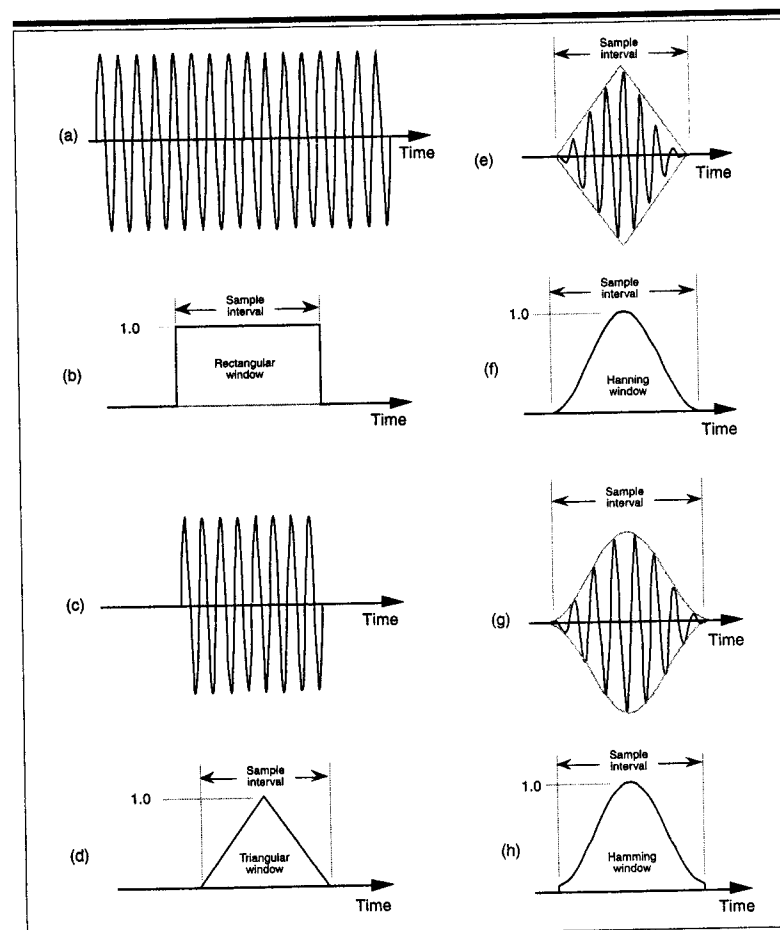 (a)
Time
Sample
interval
1.0
Rectangular
window
(b)
Time
(c)
Time
Sample
interval
1.0
(d)
Triangular
window
Time
Sample
interval
(e)
Time
Sample
interval
1.0
(f)
Hanning
window
Time
Sample
interval
(g)
Time
Sample
interval
1.0
(h)
Hamming
window
Time